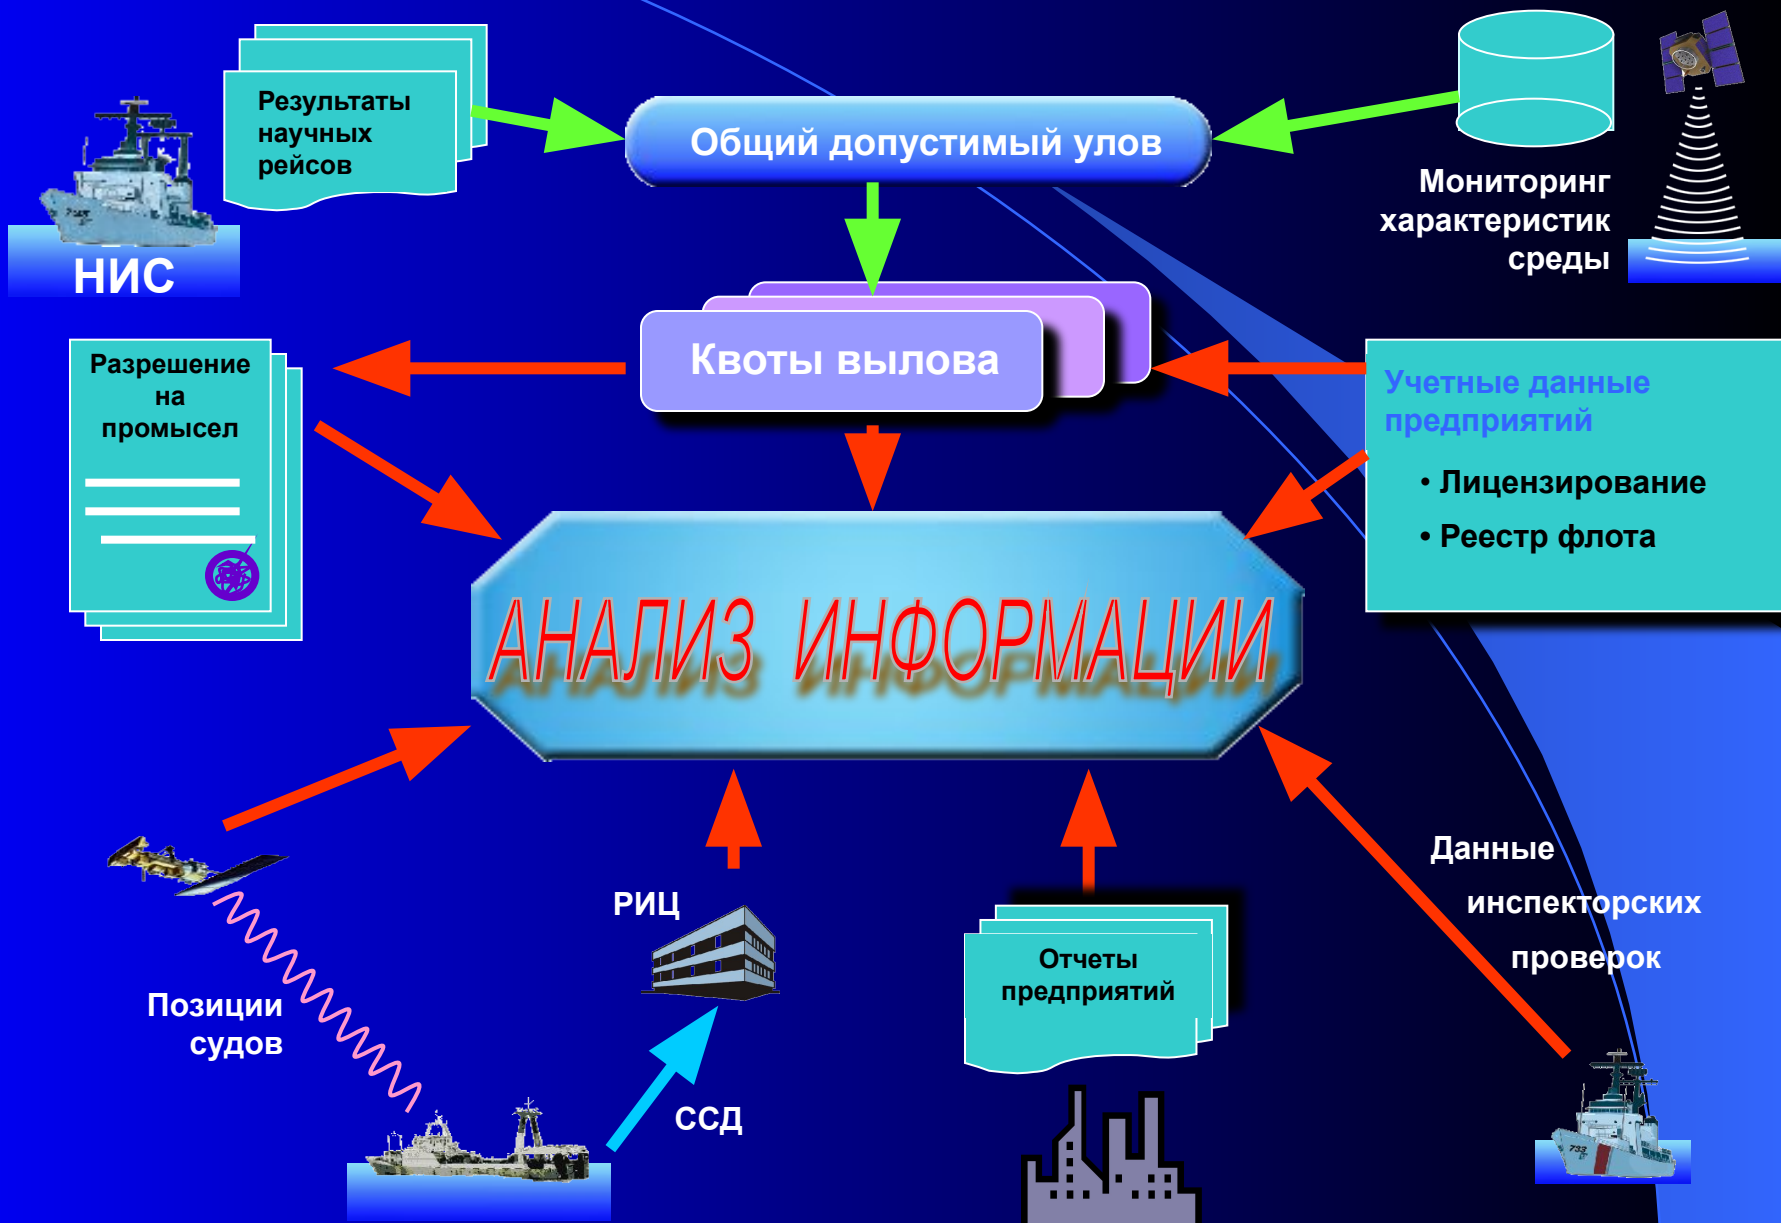 Результаты
научных
рейсов
Общий допустимый улов
Мониторинг
характеристик
среды
НИС
Разрешение
на
промысел
Квоты вылова
Учетные данные
предприятий
• Лицензирование
• Реестр флота
АНАЛИЗ ИНФОРМАЦИИ
Данные
инспекторских
проверок
РИЦ
Отчеты
предприятий
Позиции
судов
ССД
733